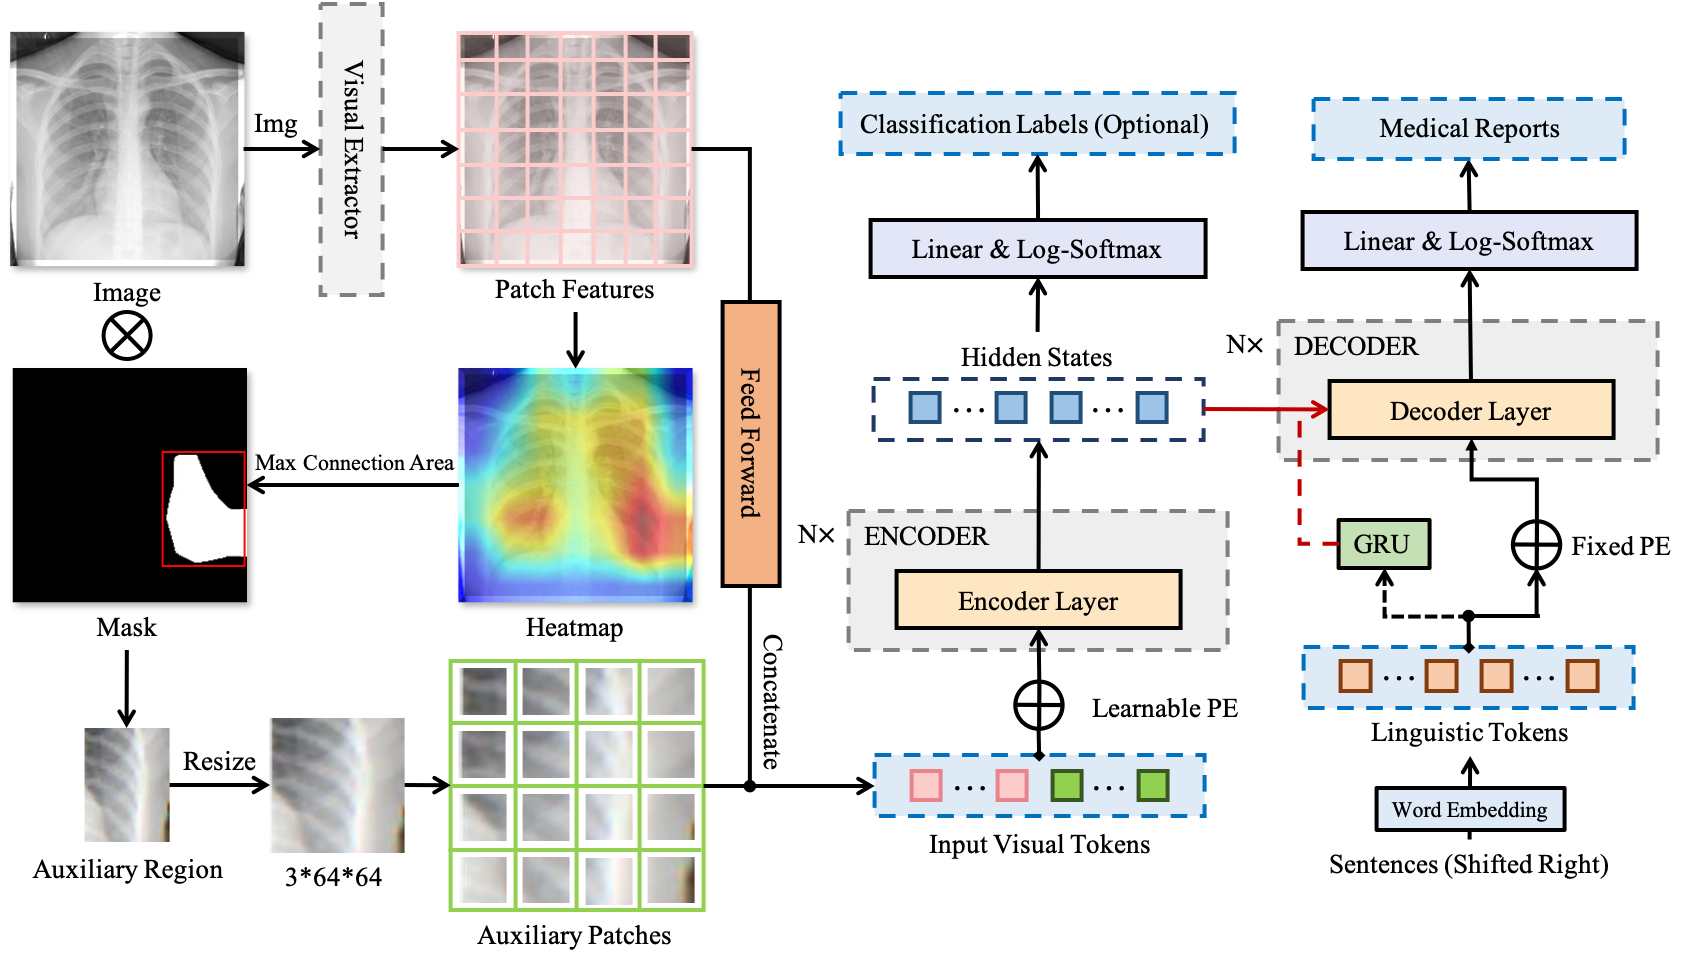 Img
Visual Extractor
Image
Patch Features
Max Connection Area
Mask
Heatmap
Feed Forward
Concatenate
Resize
Auxiliary Region
3*64*64
Auxiliary Patches
Classification Labels (Optional)
Linear & Log-Softmax
Hidden States
...
...
N×
ENCODER
Encoder Layer
Learnable PE
...
...
Input Visual Tokens
Medical Reports
Linear & Log-Softmax
N×
DECODER
Decoder Layer
GRU
Fixed PE
...
...
Linguistic Tokens
Word Embedding
Sentences (Shifted Right)